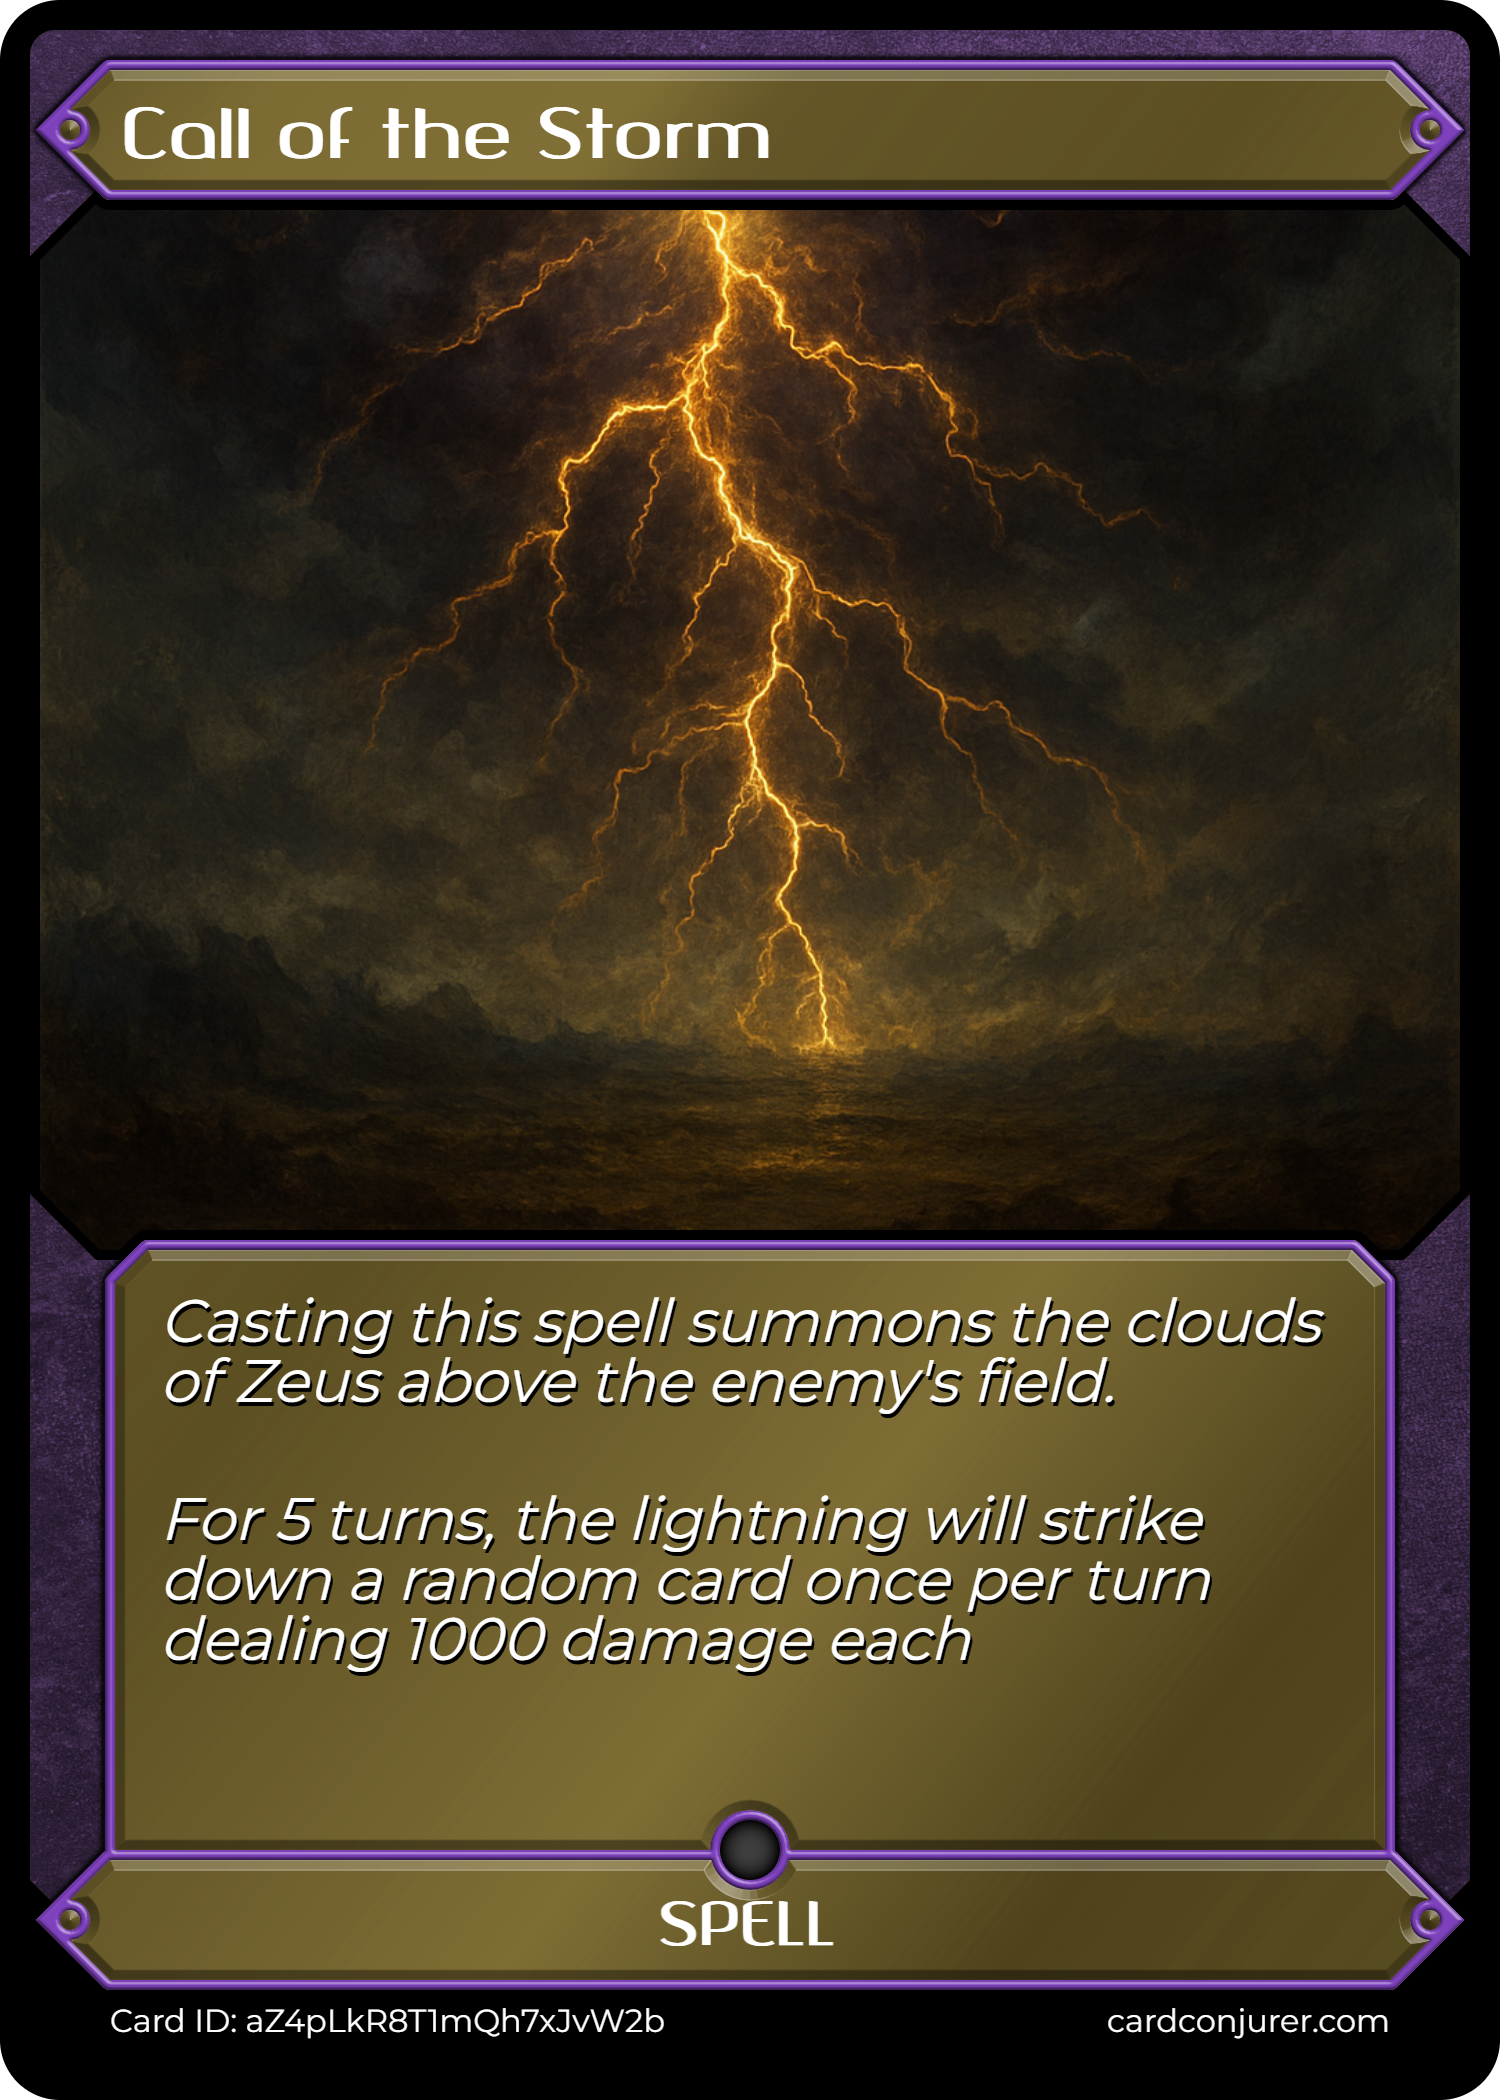 Call of the Storm
Casting this spell summons the clouds
of Zeus above the enemy's field.
For 5 turns, the lightning will strike
down a random card once per turn
dealing 1000 damage each
SPELL
Card ID: aZ4pLkR8T1mQh7xJvW2b
cardconjurer.com